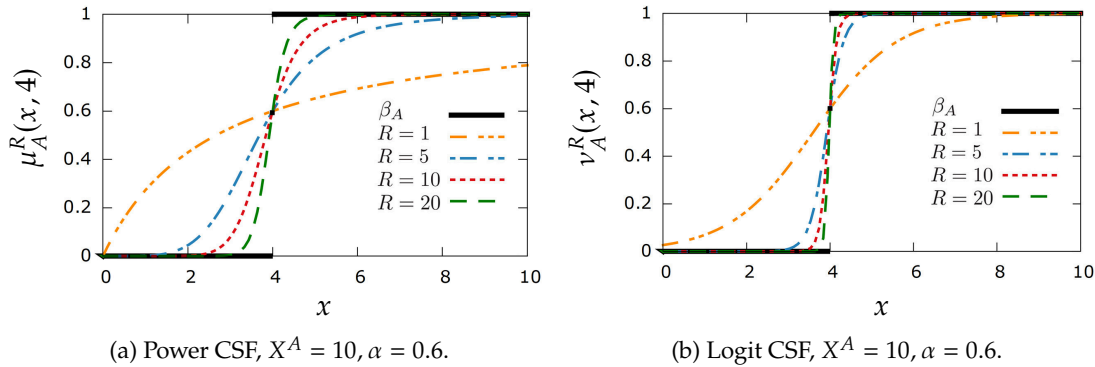 μ_A^R(x, 4)
1
0.8
0.6
0.4
0.2
0
0 2 4 6 8 10
x
β_A
R = 1
R = 5
R = 10
R = 20
(a) Power CSF, X^A = 10, α = 0.6.
ν_A^R(x, 4)
1
0.8
0.6
0.4
0.2
0
0 2 4 6 8 10
x
β_A
R = 1
R = 5
R = 10
R = 20
(b) Logit CSF, X^A = 10, α = 0.6.